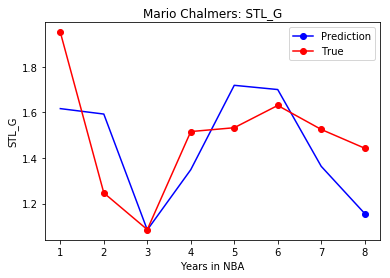 Mario Chalmers: STL_G
Prediction
True
1.8
1.6
1.4
1.2
STL_G
1 2 3 4 5 6 7 8
Years in NBA